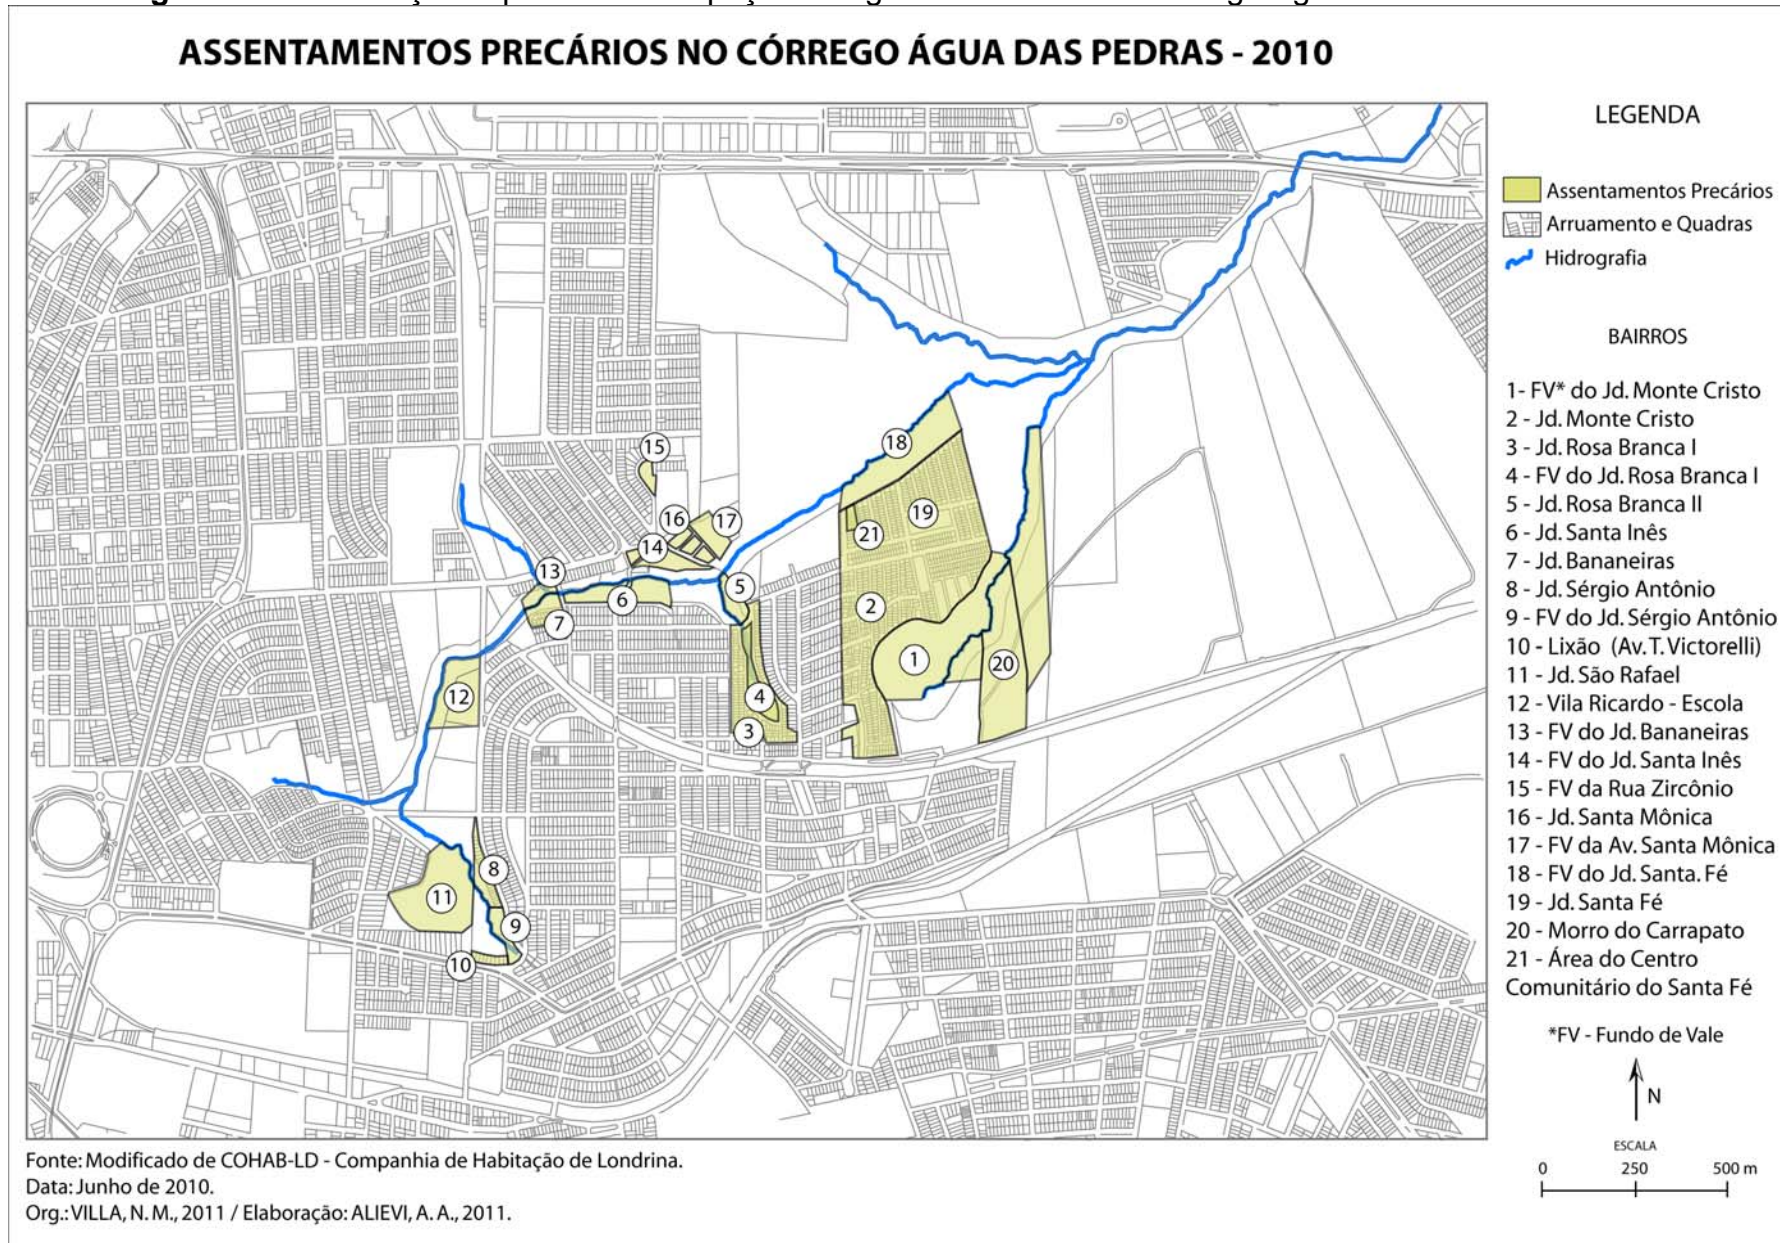 ASSENTAMENTOS PRECÁRIOS NO CÓRREGO ÁGUA DAS PEDRAS - 2010
LEGENDA
Assentamentos Precários
Arruamento e Quadras
Hidrografia
BAIRROS
1- FV* do Jd. Monte Cristo
2 - Jd. Monte Cristo
3 - Jd. Rosa Branca I
4 - FV do Jd. Rosa Branca I
5 - Jd. Rosa Branca II
6 - Jd. Santa Inês
7 - Jd. Bananeiras
8 - Jd. Sérgio Antônio
9 - FV do Jd. Sérgio Antônio
10 - Lixão (Av. T. Victorelli)
11 - Jd. São Rafael
12 - Vila Ricardo - Escola
13 - FV do Jd. Bananeiras
14 - FV do Jd. Santa Inês
15 - FV da Rua Zircônio
16 - Jd. Santa Mônica
17 - FV da Av. Santa Mônica
18 - FV do Jd. Santa. Fé
19 - Jd. Santa Fé
20 - Morro do Carrapato
21 - Área do Centro
Comunitário do Santa Fé
*FV - Fundo de Vale
N
ESCALA
0 250 500 m
15
18
16
17
19
14
21
13
5
6
2
7
1
20
12
4
3
8
11
9
10
Fonte: Modificado de COHAB-LD - Companhia de Habitação de Londrina.
Data: Junho de 2010.
Org.: VILLA, N. M., 2011 / Elaboração: ALIEVI, A. A., 2011.